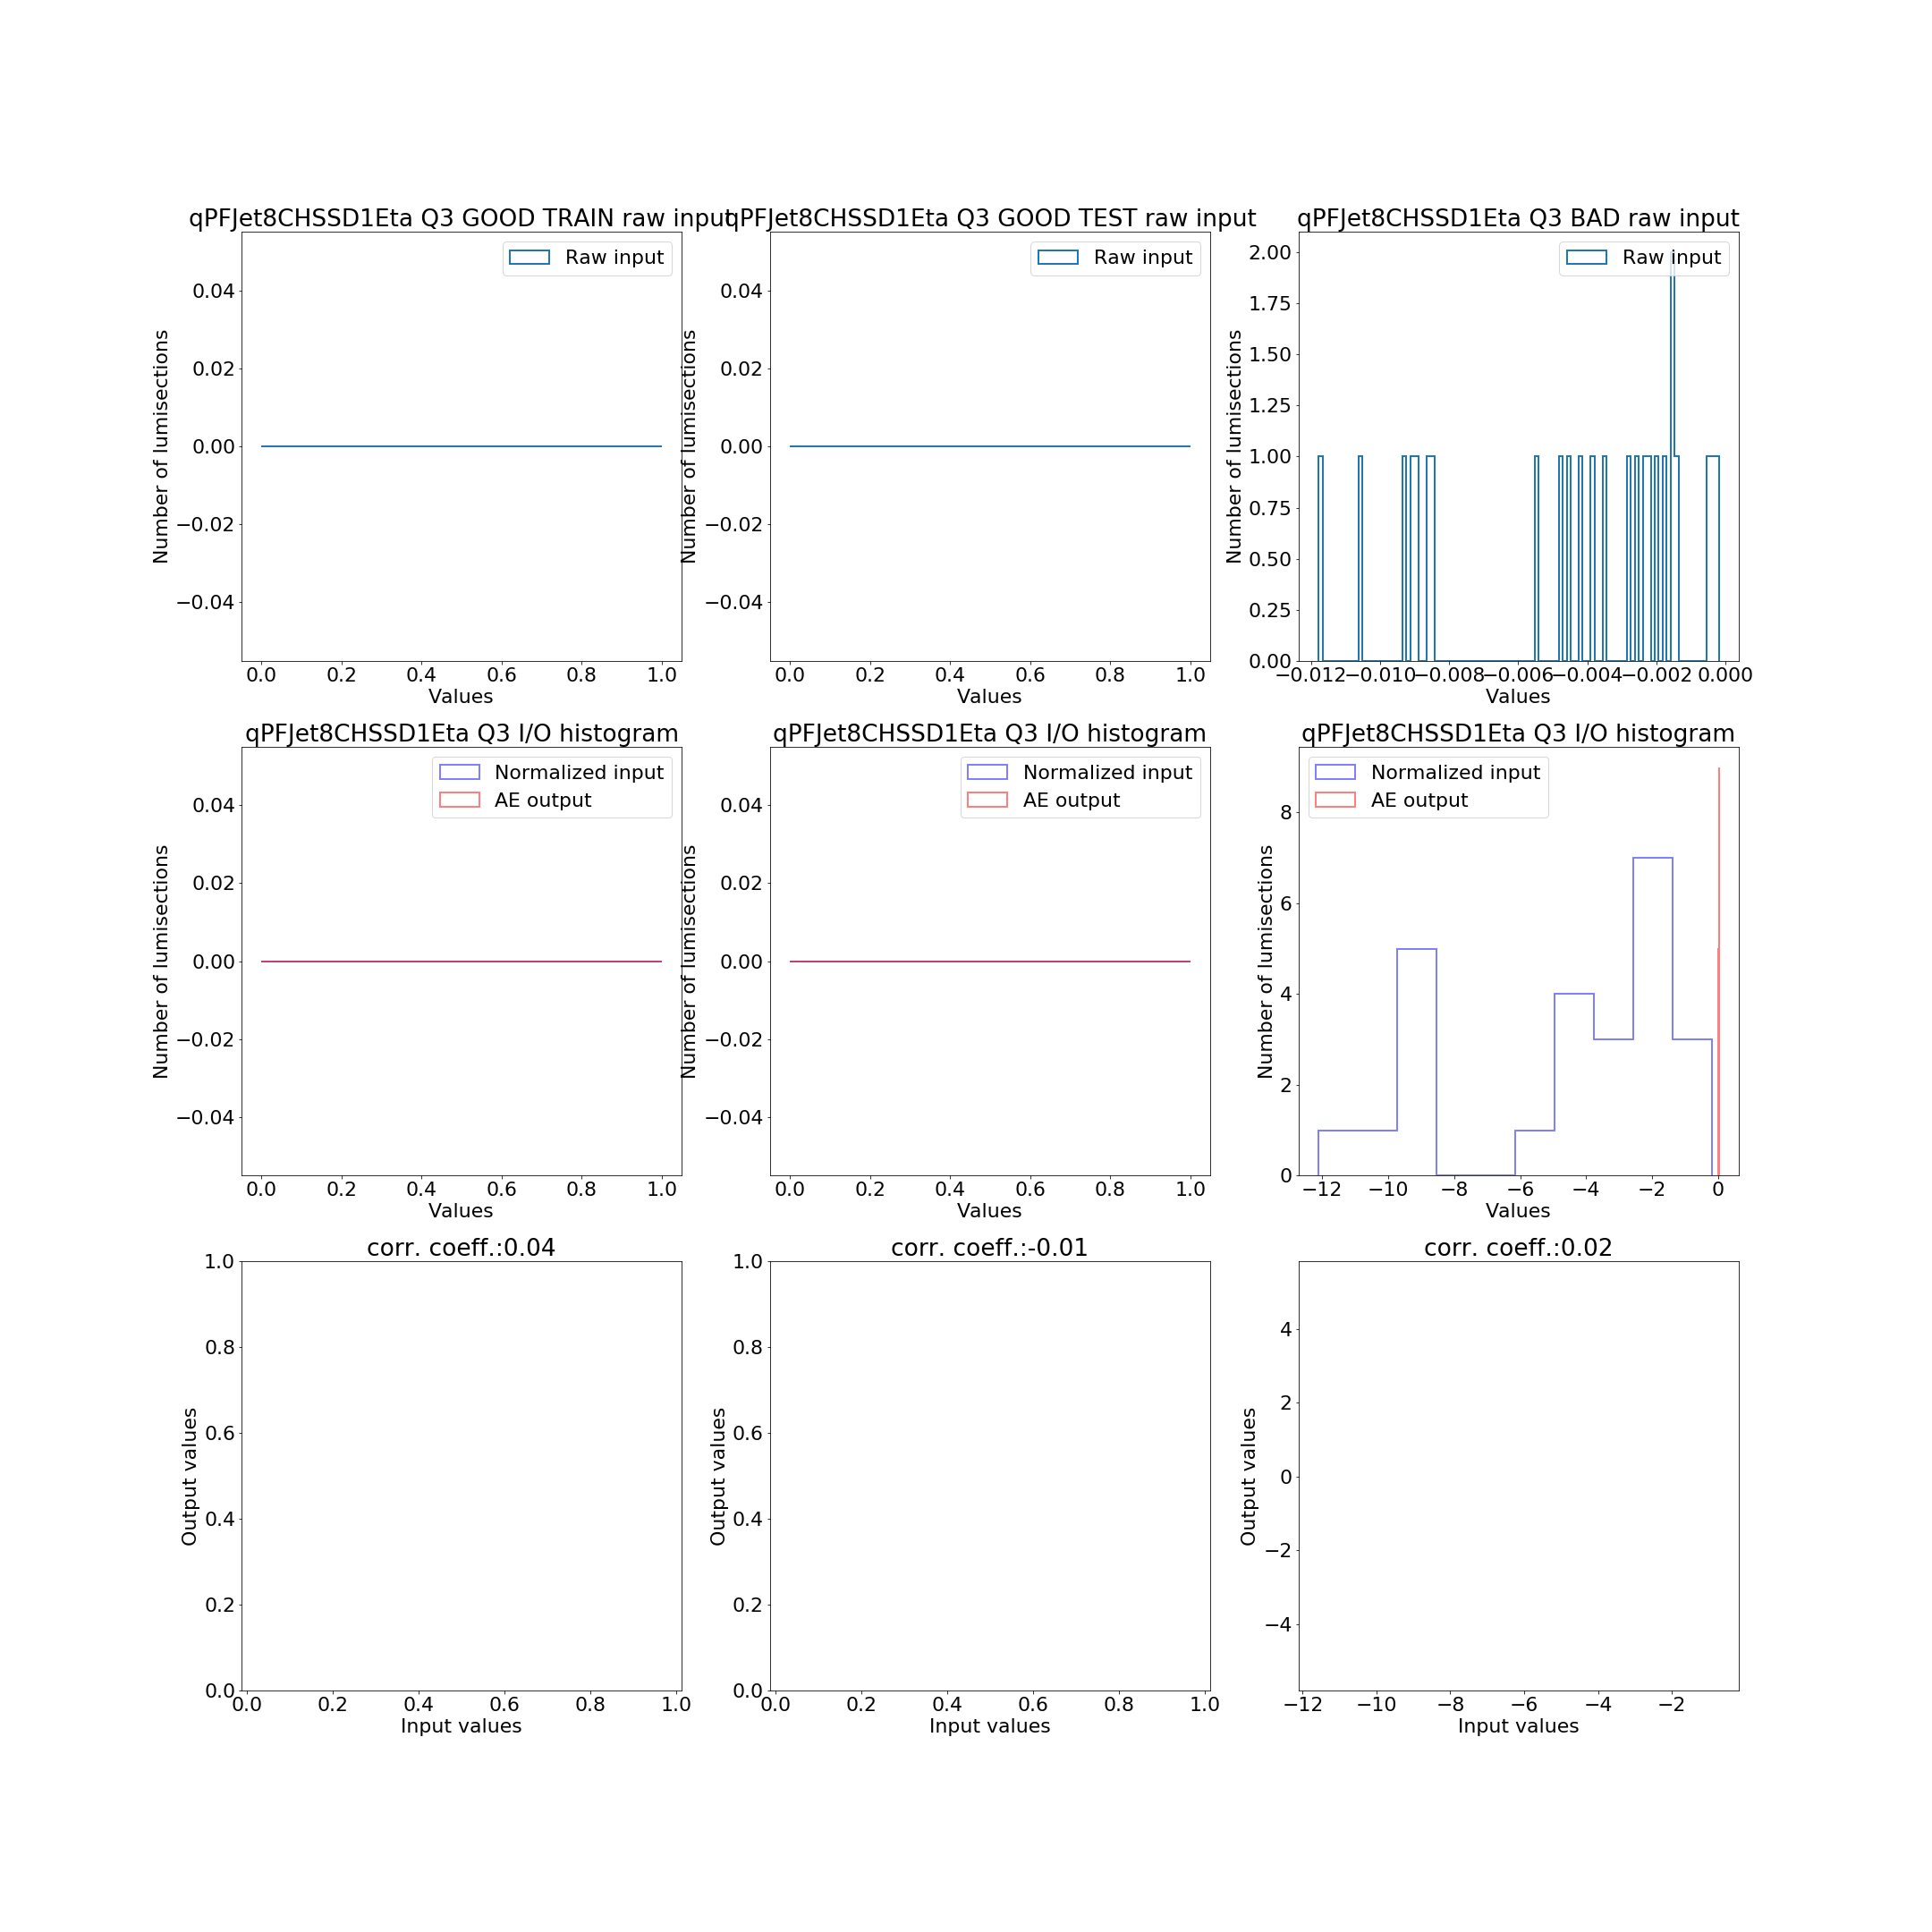 qPFJet8CHSSD1Eta Q3 GOOD TRAIN raw input
qPFJet8CHSSD1Eta Q3 GOOD TEST raw input
qPFJet8CHSSD1Eta Q3 BAD raw input
Raw input
0.04
0.02
0.00
−0.02
−0.04
Number of lumisections
0.0 0.2 0.4 0.6 0.8 1.0
Values
Raw input
0.04
0.02
0.00
−0.02
−0.04
Number of lumisections
0.0 0.2 0.4 0.6 0.8 1.0
Values
Raw input
2.00
1.75
1.50
1.25
1.00
0.75
0.50
0.25
0.00
Number of lumisections
−0.012 −0.010 −0.008 −0.006 −0.004 −0.002 0.000
Values
qPFJet8CHSSD1Eta Q3 I/O histogram
Normalized input
AE output
0.04
0.02
0.00
−0.02
−0.04
Number of lumisections
0.0 0.2 0.4 0.6 0.8 1.0
Values
qPFJet8CHSSD1Eta Q3 I/O histogram
Normalized input
AE output
0.04
0.02
0.00
−0.02
−0.04
Number of lumisections
0.0 0.2 0.4 0.6 0.8 1.0
Values
qPFJet8CHSSD1Eta Q3 I/O histogram
Normalized input
AE output
8
6
4
2
0
Number of lumisections
−12 −10 −8 −6 −4 −2 0
Values
corr. coeff.:0.04
1.0
0.8
0.6
0.4
0.2
0.0
Output values
0.0 0.2 0.4 0.6 0.8 1.0
Input values
corr. coeff.:-0.01
1.0
0.8
0.6
0.4
0.2
0.0
Output values
0.0 0.2 0.4 0.6 0.8 1.0
Input values
corr. coeff.:0.02
4
2
0
−2
−4
Output values
−12 −10 −8 −6 −4 −2
Input values